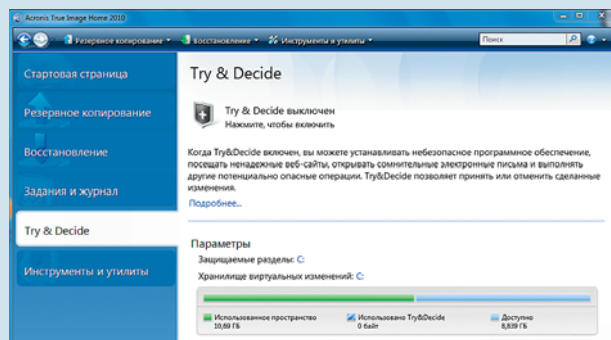 Acronis True Image Home 2010
Резервное копирование Восстановление Инструменты и утилиты Поиск
Стартовая страница
Резервное копирование
Восстановление
Задания и журнал
Try & Decide
Инструменты и утилиты
Try & Decide
Try & Decide выключен
Нажмите, чтобы включить
Когда Try&Decide включен, вы можете устанавливать небезопасное программное обеспечение,
посещать ненадежные веб-сайты, открывать сомнительные электронные письма и выполнять
другие потенциально опасные операции. Try&Decide позволяет принять или отменить сделанные
изменения.
Подробнее...
Параметры
Защищаемые разделы: C:
Хранилище виртуальных изменений: C:
Использованное пространство Использовано Try&Decide Доступно
10,69 ГБ 0 байт 8,839 ГБ